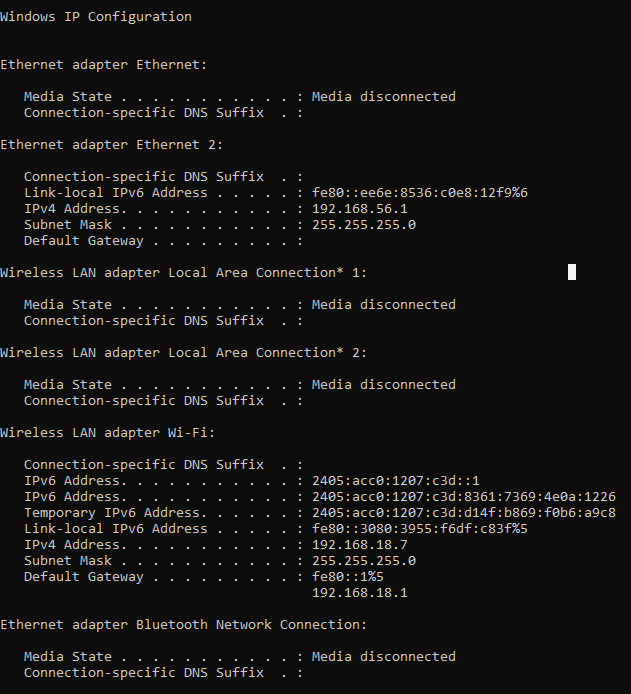 Windows IP Configuration
Ethernet adapter Ethernet:
Media State . . . . . . . . . . . : Media disconnected
Connection-specific DNS Suffix  . :
Ethernet adapter Ethernet 2:
Connection-specific DNS Suffix  . :
Link-local IPv6 Address . . . . . : fe80::ee6e:8536:c0e8:12f9%6
IPv4 Address. . . . . . . . . . . : 192.168.56.1
Subnet Mask . . . . . . . . . . . : 255.255.255.0
Default Gateway . . . . . . . . . :
Wireless LAN adapter Local Area Connection* 1:
Media State . . . . . . . . . . . : Media disconnected
Connection-specific DNS Suffix  . :
Wireless LAN adapter Local Area Connection* 2:
Media State . . . . . . . . . . . : Media disconnected
Connection-specific DNS Suffix  . :
Wireless LAN adapter Wi-Fi:
Connection-specific DNS Suffix  . :
IPv6 Address. . . . . . . . . . . : 2405:acc0:1207:c3d::1
IPv6 Address. . . . . . . . . . . : 2405:acc0:1207:c3d:8361:7369:4e0a:1226
Temporary IPv6 Address. . . . . . : 2405:acc0:1207:c3d:d14f:b869:f0b6:a9c8
Link-local IPv6 Address . . . . . : fe80::3080:3955:f6df:c83f%5
IPv4 Address. . . . . . . . . . . : 192.168.18.7
Subnet Mask . . . . . . . . . . . : 255.255.255.0
Default Gateway . . . . . . . . . : fe80::1%5
192.168.18.1
Ethernet adapter Bluetooth Network Connection:
Media State . . . . . . . . . . . : Media disconnected
Connection-specific DNS Suffix  . :